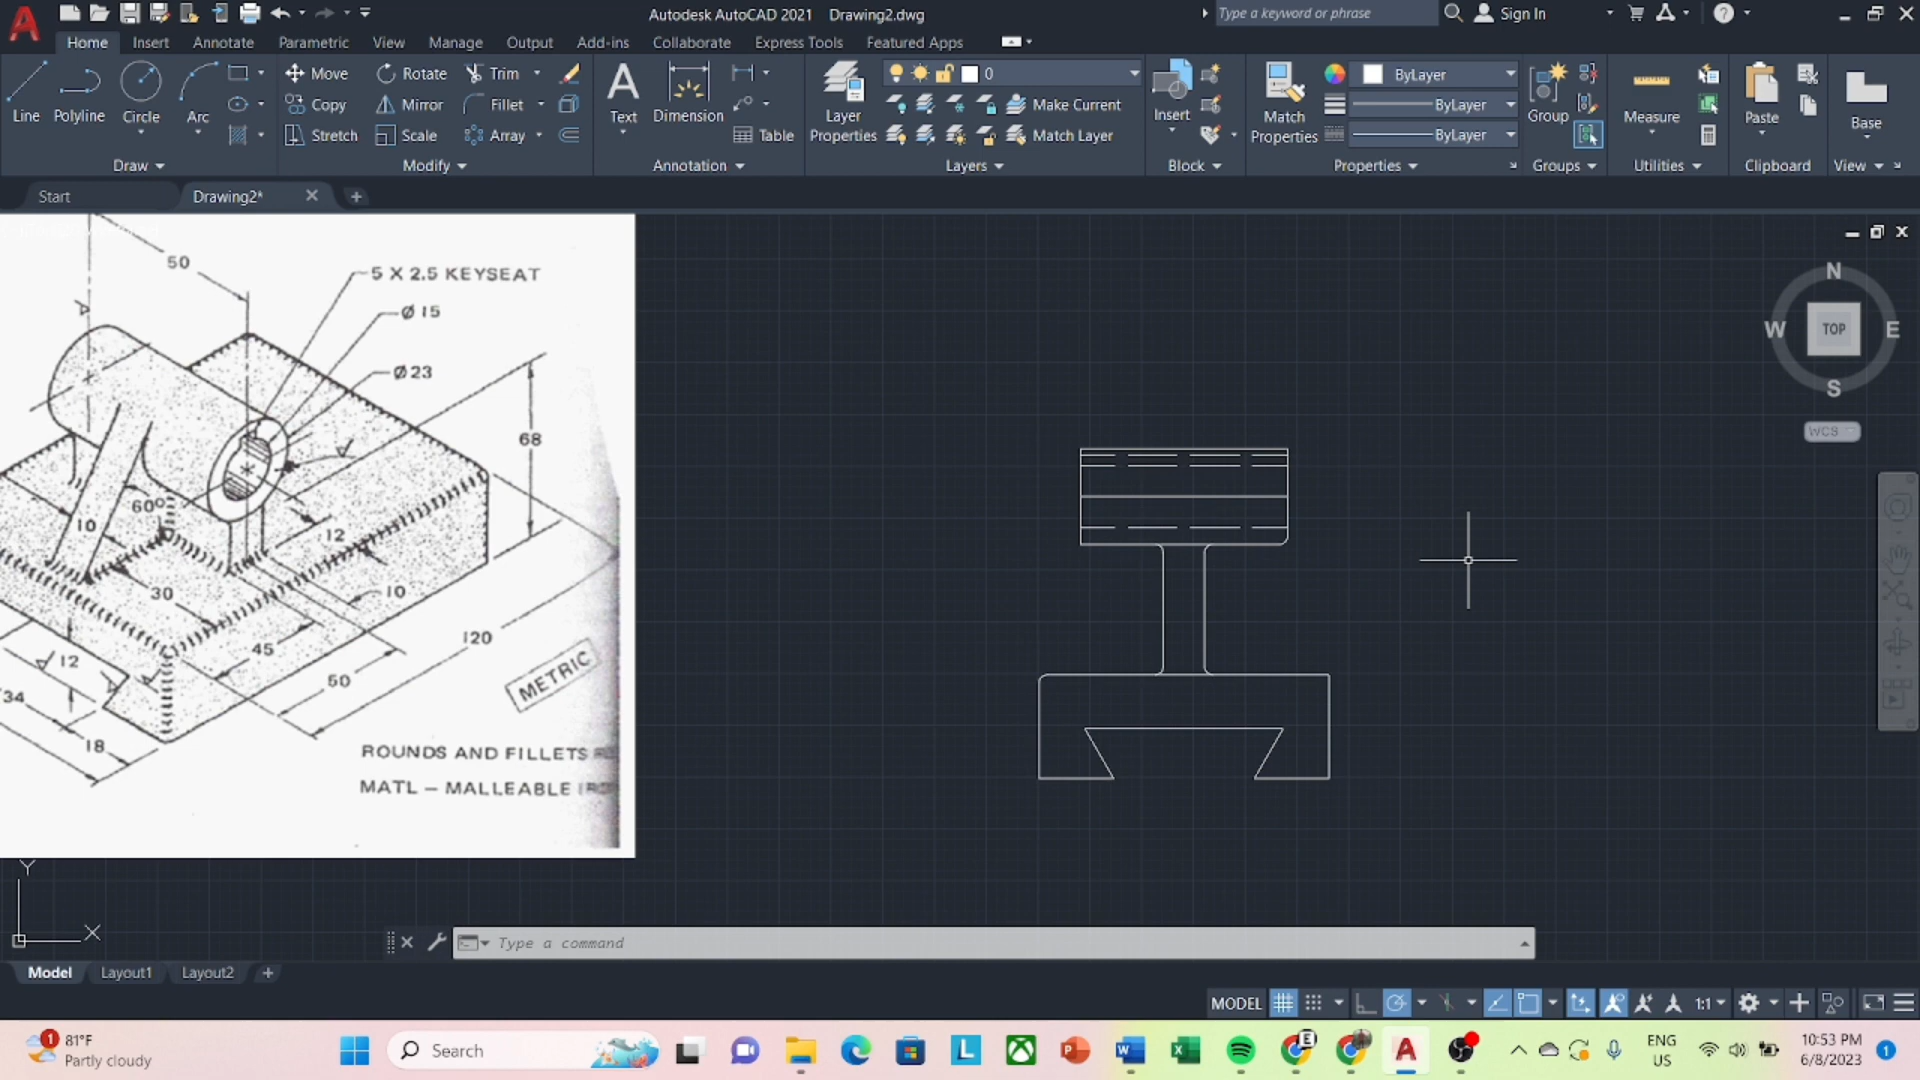 Autodesk AutoCAD 2021 Drawing2.dwg
Type a keyword or phrase
Sign In
Home Insert Annotate Parametric View Manage Output Add-ins Collaborate Express Tools Featured Apps
Line
Polyline
Circle
Arc
Draw
Move
Copy
Stretch
Rotate
Mirror
Scale
Trim
Fillet
Array
Modify
Text
Dimension
Table
Annotation
Layer
Properties
0
Make Current
Match Layer
Layers
Insert
Block
Match
Properties
ByLayer
ByLayer
ByLayer
Properties
Group
Groups
Measure
Utilities
Paste
Clipboard
Base
View
Start
Drawing2*
50
5 X 2.5 KEYSEAT
Ø 15
Ø23
68
60°
10
12
30
10
120
45
12
50
METRIC
34
18
ROUNDS AND FILLETS
MATL – MALLEABLE
N
W
TOP
E
S
WCS
Y
X
Type a command
Model Layout1 Layout2
MODEL
1:1
81°F
Partly cloudy
1
Search
ENG
US
10:53 PM
6/8/2023
1